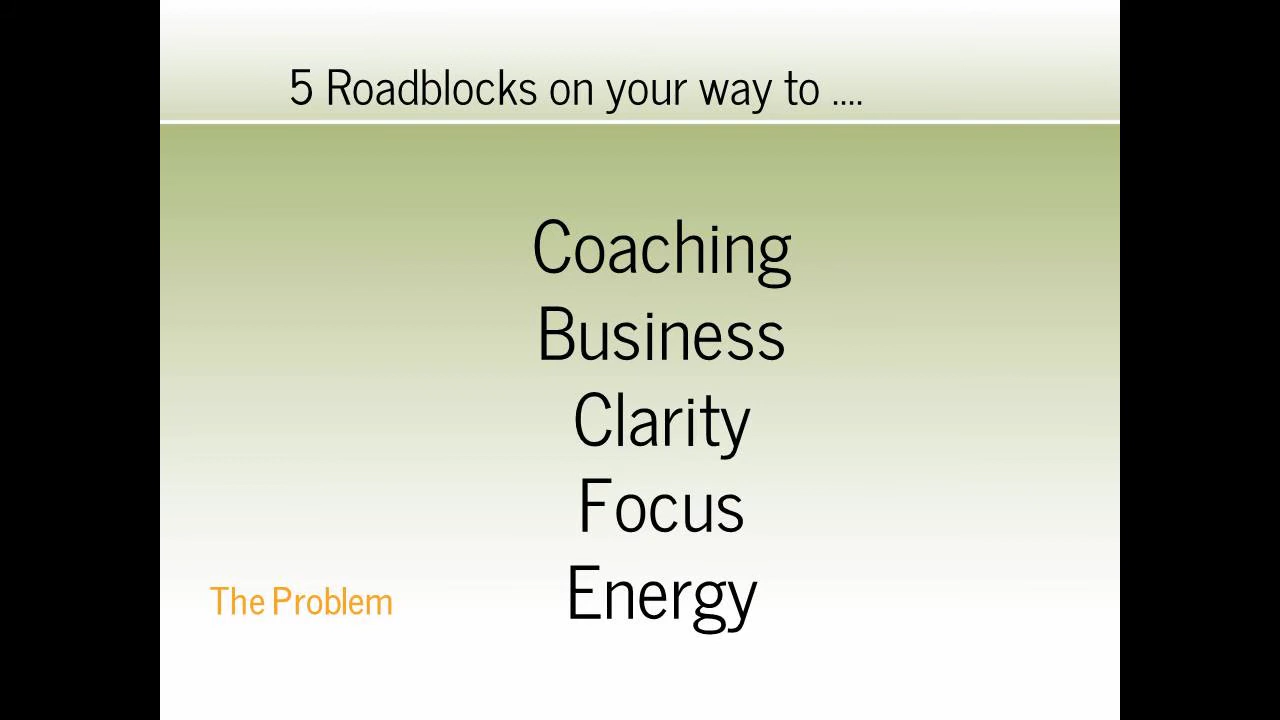 5 Roadblocks on your way to ....
Coaching
Business
Clarity
Focus
Energy
The Problem